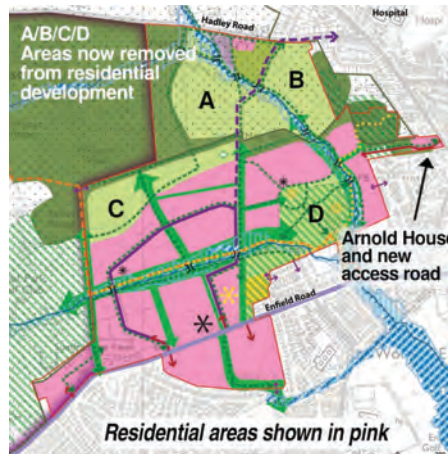 Hadley Road
Hospital
A/B/C/D
Areas now removed
from residential
development
A
B
C
D
Arnold House
and new
access road
Enfield Road
Residential areas shown in pink